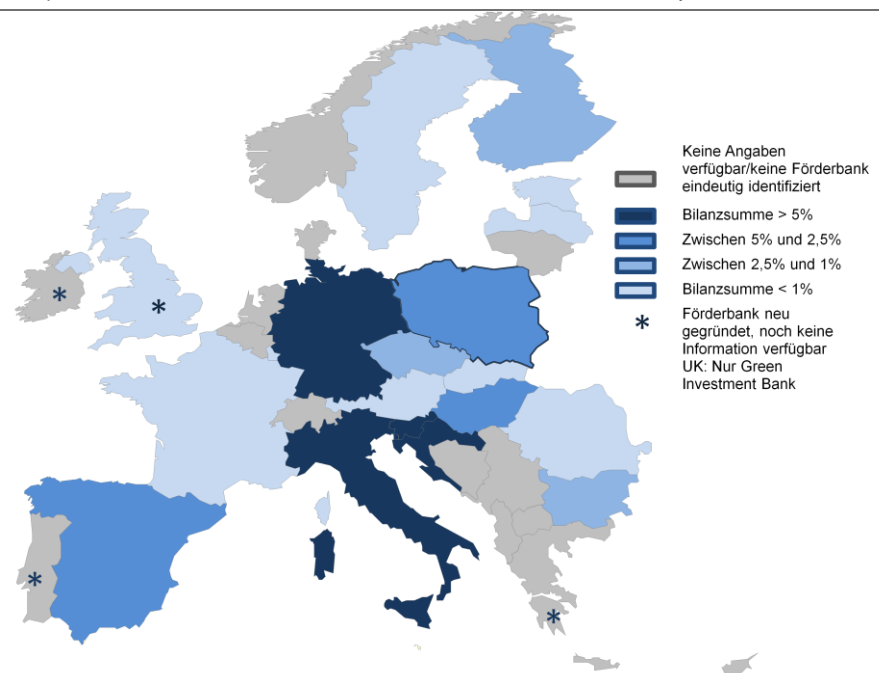 Keine Angaben
verfügbar/keine Förderbank
eindeutig identifiziert
Bilanzsumme > 5%
Zwischen 5% und 2,5%
Zwischen 2,5% und 1%
Bilanzsumme < 1%
* Förderbank neu
gegründet, noch keine
Information verfügbar
UK: Nur Green
Investment Bank
*
*
*
*